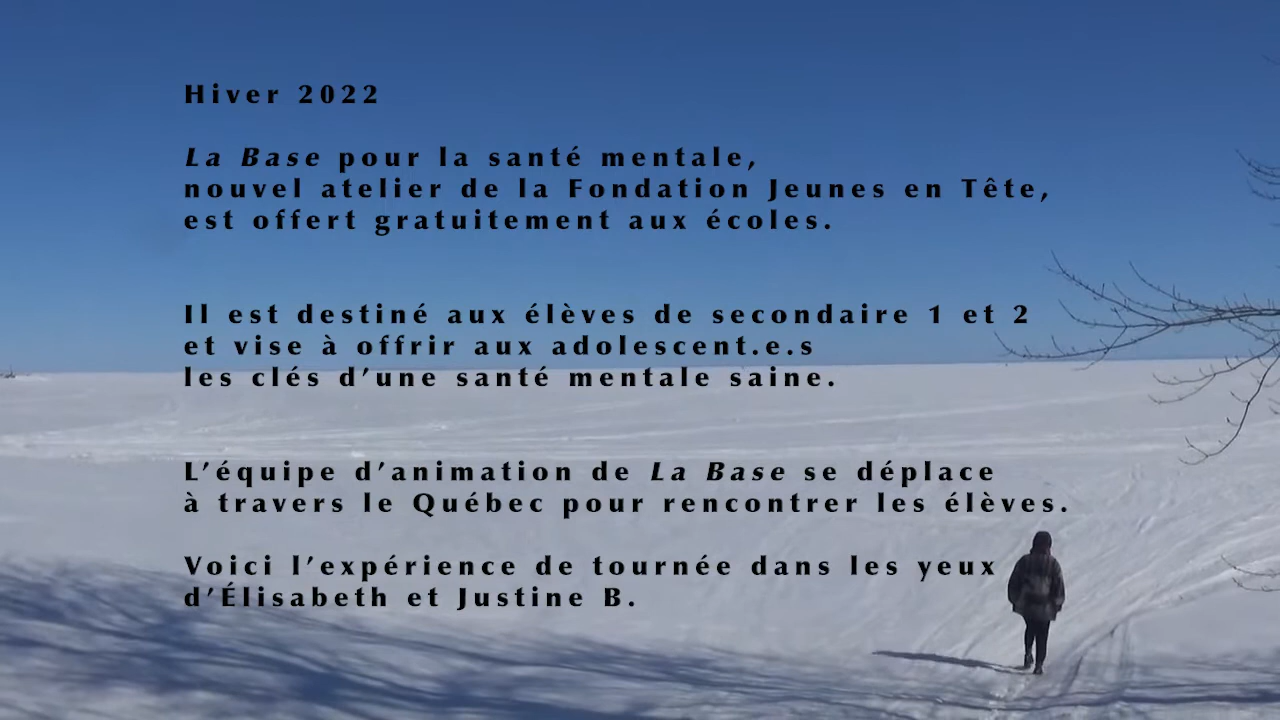 Hiver 2022
La Base pour la santé mentale,
nouvel atelier de la Fondation Jeunes en Tête,
est offert gratuitement aux écoles.
Il est destiné aux élèves de secondaire 1 et 2
et vise à offrir aux adolescent.e.s
les clés d’une santé mentale saine.
L’équipe d’animation de La Base se déplace
à travers le Québec pour rencontrer les élèves.
Voici l’expérience de tournée dans les yeux
d’Élisabeth et Justine B.